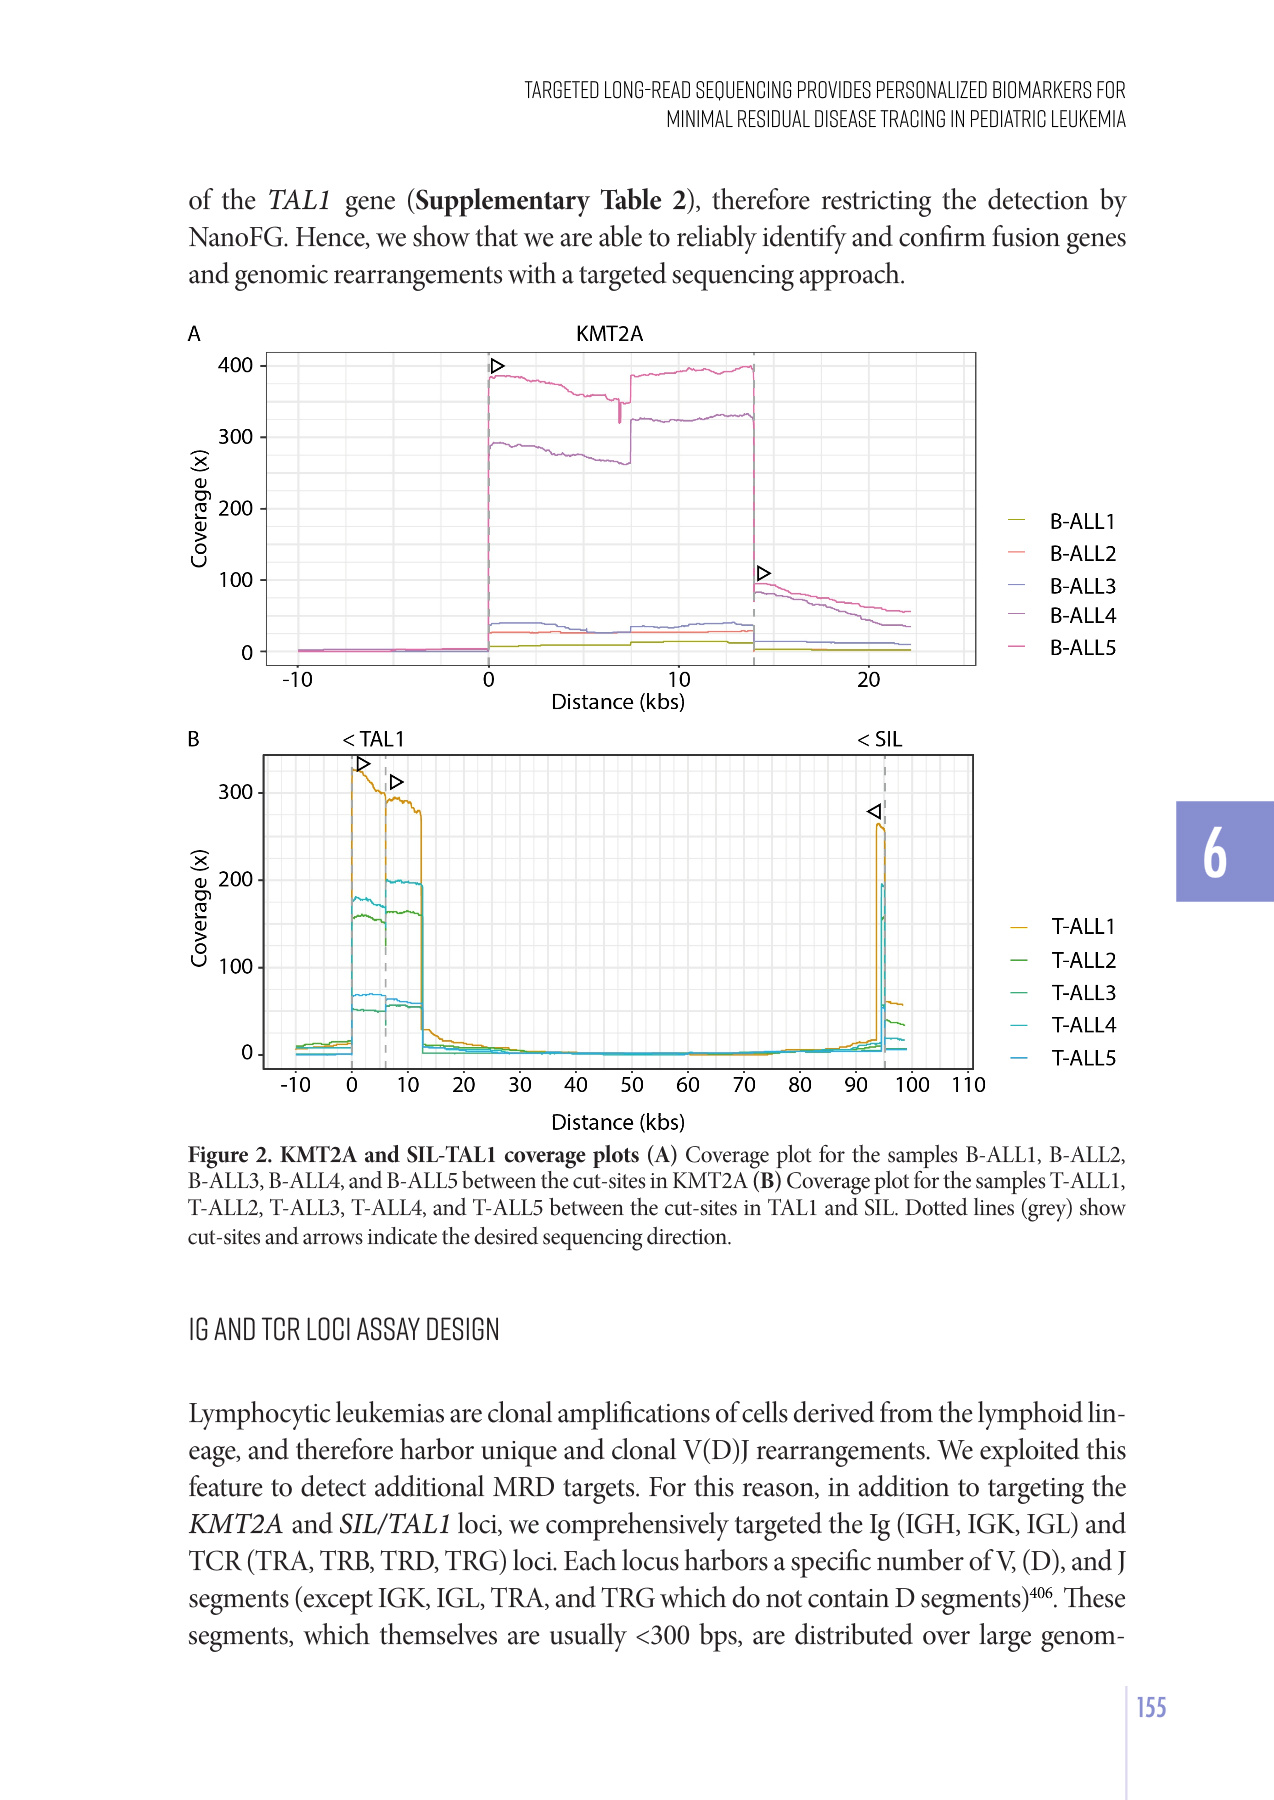 TARGETED LONG-READ SEQUENCING PROVIDES PERSONALIZED BIOMARKERS FOR
MINIMAL RESIDUAL DISEASE TRACING IN PEDIATRIC LEUKEMIA
of the TAL1 gene (Supplementary Table 2), therefore restricting the detection by
NanoFG. Hence, we show that we are able to reliably identify and confirm fusion genes
and genomic rearrangements with a targeted sequencing approach.
A
KMT2A
400
300
200
100
0
Coverage (x)
-10 0 10 20
Distance (kbs)
B-ALL1
B-ALL2
B-ALL3
B-ALL4
B-ALL5
B
< TAL1
< SIL
300
200
100
0
Coverage (x)
-10 0 10 20 30 40 50 60 70 80 90 100 110
Distance (kbs)
T-ALL1
T-ALL2
T-ALL3
T-ALL4
T-ALL5
6
Figure 2. KMT2A and SIL-TAL1 coverage plots (A) Coverage plot for the samples B-ALL1, B-ALL2,
B-ALL3, B-ALL4, and B-ALL5 between the cut-sites in KMT2A (B) Coverage plot for the samples T-ALL1,
T-ALL2, T-ALL3, T-ALL4, and T-ALL5 between the cut-sites in TAL1 and SIL. Dotted lines (grey) show
cut-sites and arrows indicate the desired sequencing direction.
IG AND TCR LOCI ASSAY DESIGN
Lymphocytic leukemias are clonal amplifications of cells derived from the lymphoid lin-
eage, and therefore harbor unique and clonal V(D)J rearrangements. We exploited this
feature to detect additional MRD targets. For this reason, in addition to targeting the
KMT2A and SIL/TAL1 loci, we comprehensively targeted the Ig (IGH, IGK, IGL) and
TCR (TRA, TRB, TRD, TRG) loci. Each locus harbors a specific number of V, (D), and J
segments (except IGK, IGL, TRA, and TRG which do not contain D segments)406. These
segments, which themselves are usually <300 bps, are distributed over large genom-
155